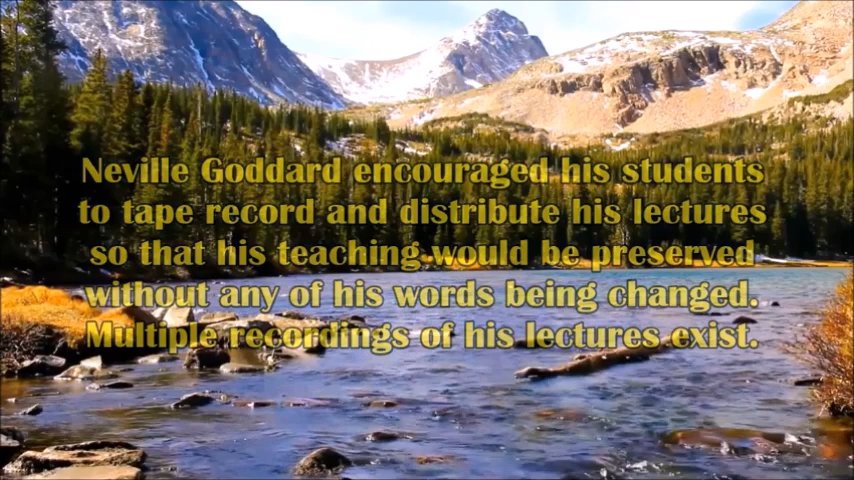 Neville Goddard encouraged his students
to tape record and distribute his lectures
so that his teaching would be preserved
without any of his words being changed.
Multiple recordings of his lectures exist.